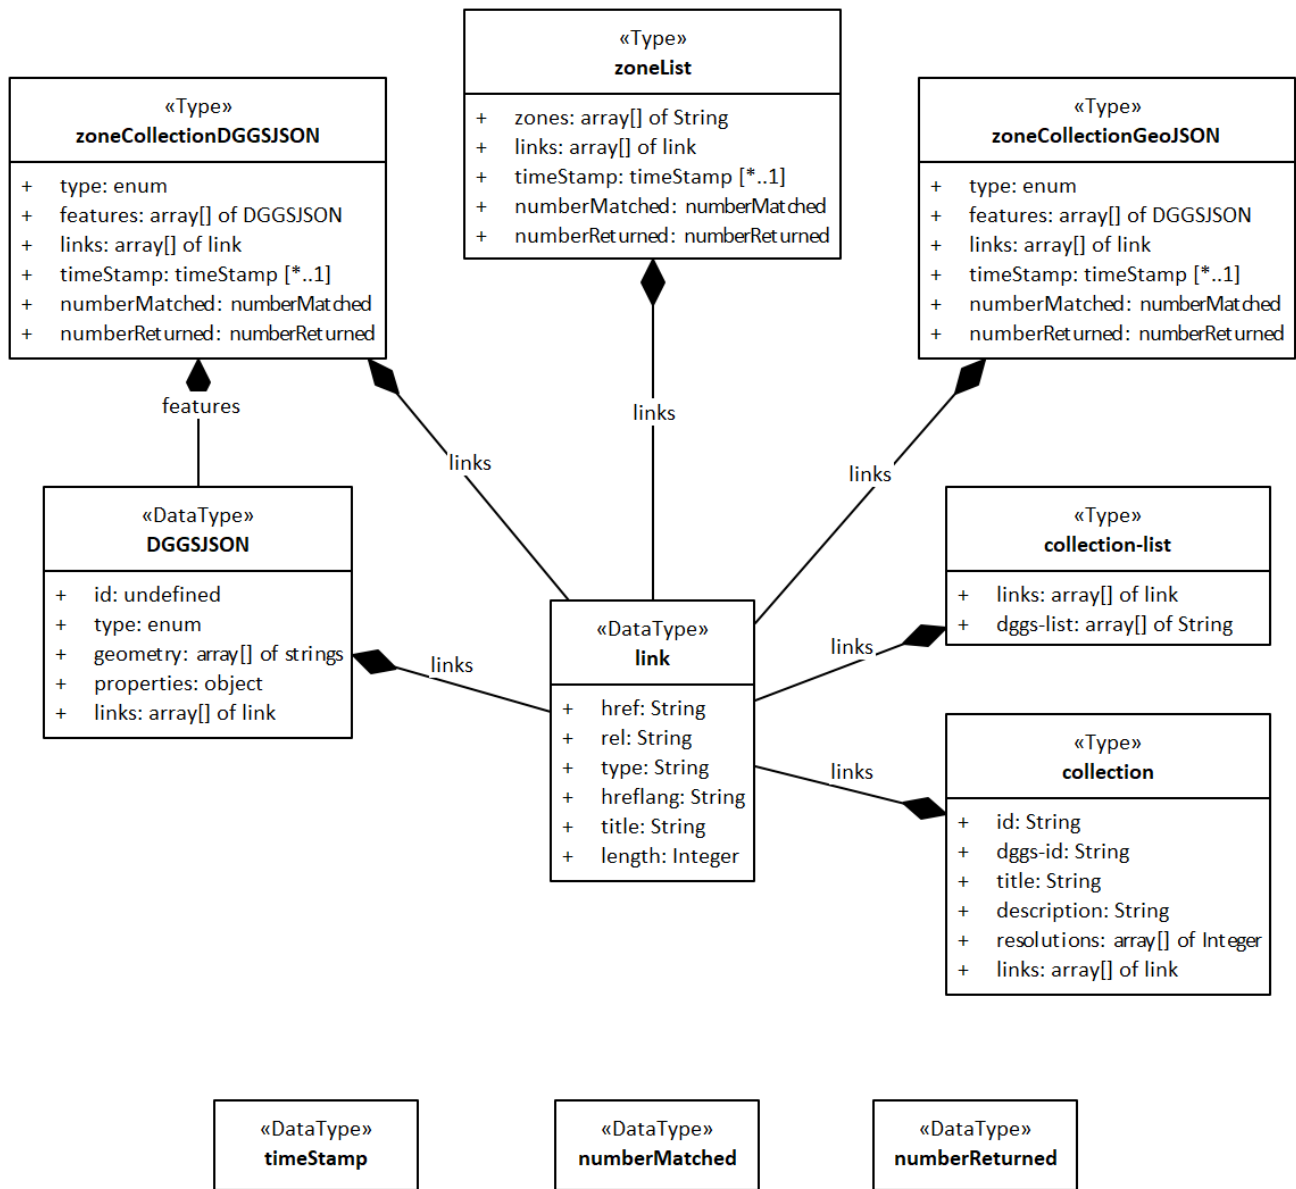 «Type»
zoneList
+ zones: array[] of String
+ links: array[] of link
+ timeStamp: timeStamp [*..1]
+ numberMatched: numberMatched
+ numberReturned: numberReturned
«Type»
zoneCollectionDGGSJSON
+ type: enum
+ features: array[] of DGGSJSON
+ links: array[] of link
+ timeStamp: timeStamp [*..1]
+ numberMatched: numberMatched
+ numberReturned: numberReturned
«Type»
zoneCollectionGeoJSON
+ type: enum
+ features: array[] of DGGSJSON
+ links: array[] of link
+ timeStamp: timeStamp [*..1]
+ numberMatched: numberMatched
+ numberReturned: numberReturned
features
links
links
links
«DataType»
DGGSJSON
+ id: undefined
+ type: enum
+ geometry: array[] of strings
+ properties: object
+ links: array[] of link
links
«DataType»
link
+ href: String
+ rel: String
+ type: String
+ hreflang: String
+ title: String
+ length: Integer
links
«Type»
collection-list
+ links: array[] of link
+ dggs-list: array[] of String
links
«Type»
collection
+ id: String
+ dggs-id: String
+ title: String
+ description: String
+ resolutions: array[] of Integer
+ links: array[] of link
«DataType»
timeStamp
«DataType»
numberMatched
«DataType»
numberReturned